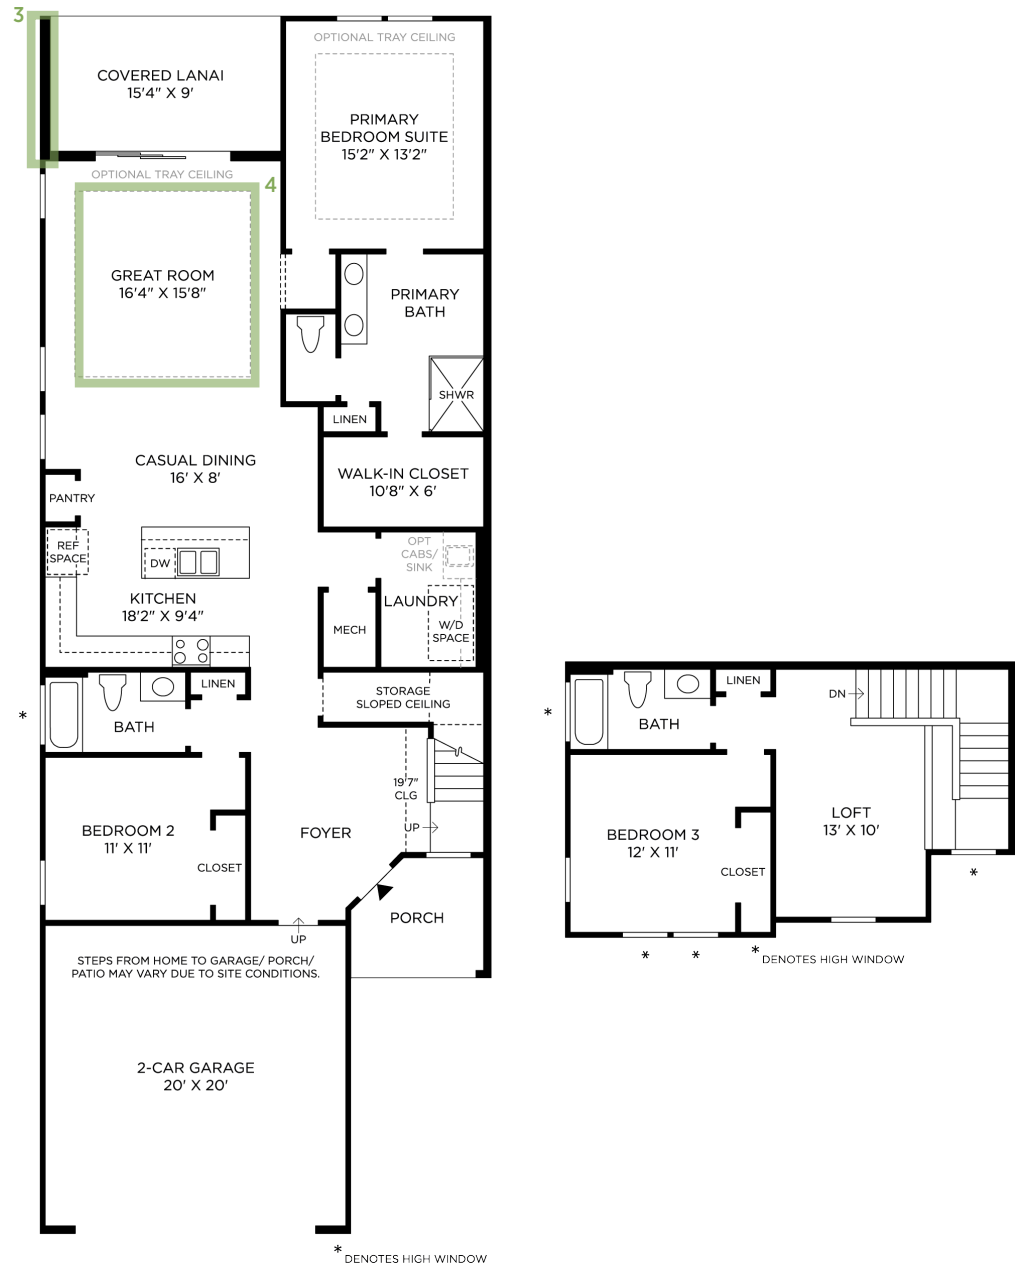 3
COVERED LANAI
15'4" X 9'
OPTIONAL TRAY CEILING
PRIMARY
BEDROOM SUITE
15'2" X 13'2"
OPTIONAL TRAY CEILING
4
GREAT ROOM
16'4" X 15'8"
PRIMARY
BATH
SHWR
LINEN
CASUAL DINING
16' X 8'
WALK-IN CLOSET
10'8" X 6'
PANTRY
REF
SPACE
DW
OPT
CABS/
SINK
KITCHEN
18'2" X 9'4"
LAUNDRY
MECH
W/D
SPACE
LINEN
STORAGE
SLOPED CEILING
*
BATH
19'7"
CLG
UP
BEDROOM 2
11' X 11'
FOYER
CLOSET
PORCH
UP
STEPS FROM HOME TO GARAGE/ PORCH/
PATIO MAY VARY DUE TO SITE CONDITIONS.
2-CAR GARAGE
20' X 20'
* DENOTES HIGH WINDOW
LINEN
DN
*
BATH
LOFT
13' X 10'
BEDROOM 3
12' X 11'
CLOSET
*
*
*
* DENOTES HIGH WINDOW